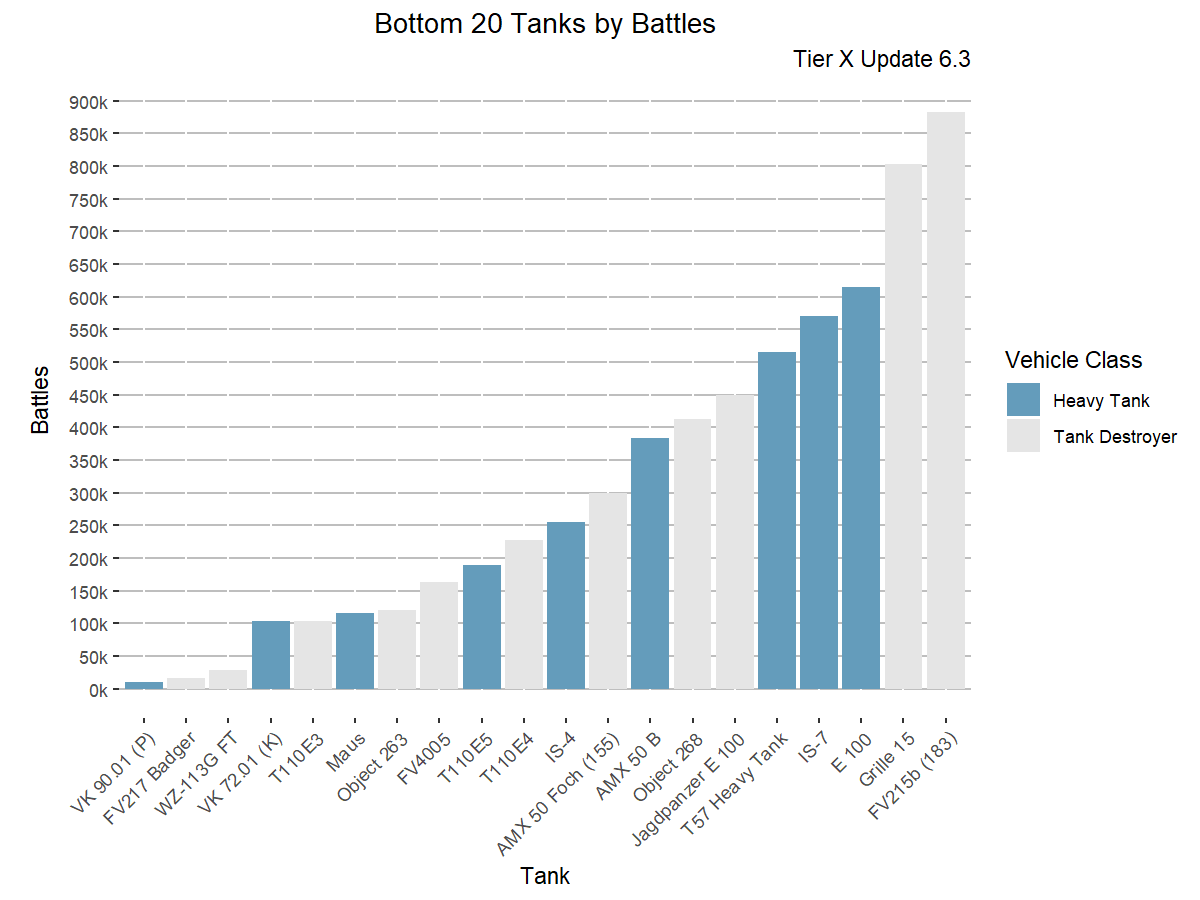 Bottom 20 Tanks by Battles
Tier X Update 6.3
900k
850k
800k
750k
700k
650k
600k
550k
500k
450k
400k
350k
300k
250k
200k
150k
100k
50k
0k
Battles
VK 90.01 (P)
FV217 Badger
WZ-113G FT
VK 72.01 (K)
T110E3
Maus
Object 263
FV4005
T110E5
T110E4
IS-4
AMX 50 Foch (155)
AMX 50 B
Object 268
Jagdpanzer E 100
T57 Heavy Tank
IS-7
E 100
Grille 15
FV215b (183)
Tank
Vehicle Class
Heavy Tank
Tank Destroyer